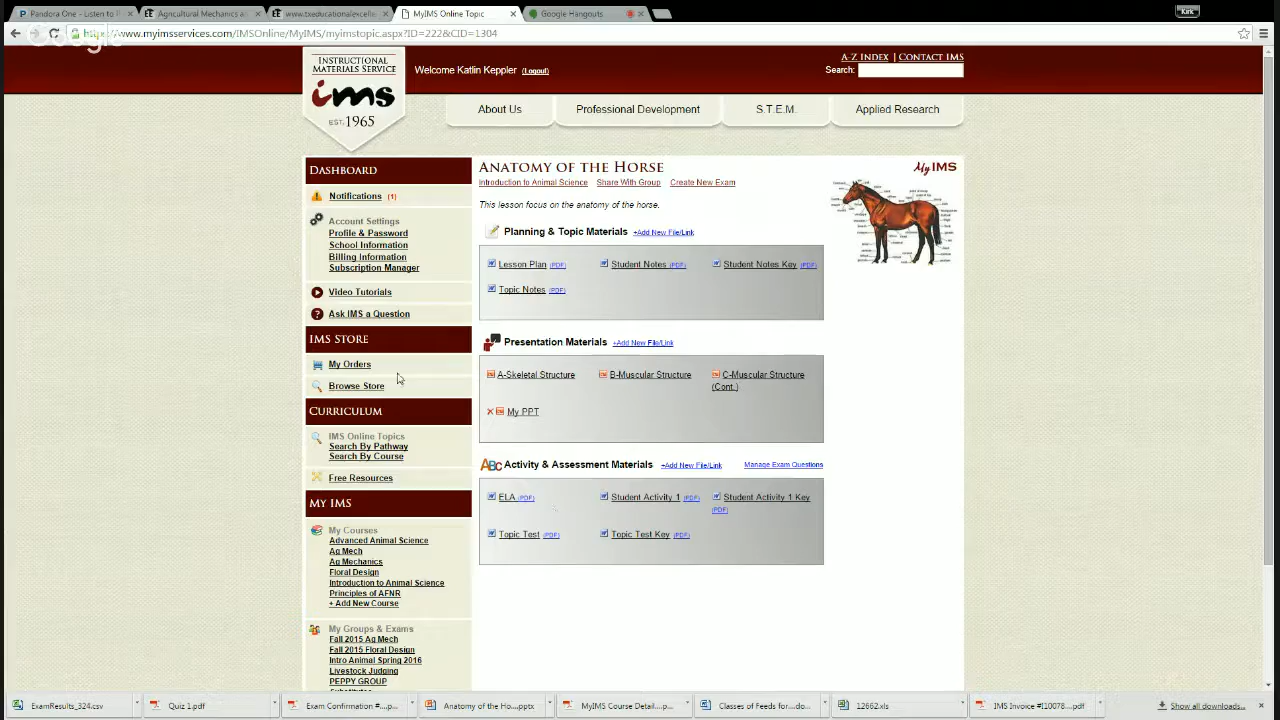 Pandora One - Listen to F
Agricultural Mechanics an
www.txeducationalexcelle
MyIMS Online Topic
Google Hangouts
Kirk
https://www.myimsservices.com/IMSOnline/MyIMS/myimstopic.aspx?ID=222&CID=1304
Google
INSTRUCTIONAL
MATERIALS SERVICE
ims
EST. 1965
Welcome Katlin Keppler (Logout)
A-Z INDEX | CONTACT IMS
Search:
About Us
Professional Development
S.T.E.M.
Applied Research
DASHBOARD
Notifications (1)
Account Settings
Profile & Password
School Information
Billing Information
Subscription Manager
Video Tutorials
Ask IMS a Question
IMS STORE
My Orders
Browse Store
CURRICULUM
IMS Online Topics
Search By Pathway
Search By Course
Free Resources
MY IMS
My Courses
Advanced Animal Science
Ag Mech
Ag Mechanics
Floral Design
Introduction to Animal Science
Principles of AFNR
+ Add New Course
My Groups & Exams
Fall 2015 Ag Mech
Fall 2015 Floral Design
Intro Animal Spring 2016
Livestock Judging
PEPPY GROUP
ANATOMY OF THE HORSE
My IMS
Introduction to Animal Science Share With Group Create New Exam
This lesson focus on the anatomy of the horse.
Planning & Topic Materials +Add New File/Link
Lesson Plan (PDF) Student Notes (PDF) Student Notes Key (PDF)
Topic Notes (PDF)
Presentation Materials +Add New File/Link
A-Skeletal Structure B-Muscular Structure C-Muscular Structure
(Cont.)
My PPT
ABC Activity & Assessment Materials +Add New File/Link Manage Exam Questions
ELA (PDF) Student Activity 1 (PDF) Student Activity 1 Key
(PDF)
Topic Test (PDF) Topic Test Key (PDF)
ExamResults_324.csv
Quiz 1.pdf
Exam Confirmation #....p...
Anatomy of the Ho....pptx
MyIMS Course Detail....p...
Classes of Feeds for....do...
12662.xls
IMS Invoice #I10078....pdf
Show all downloads...